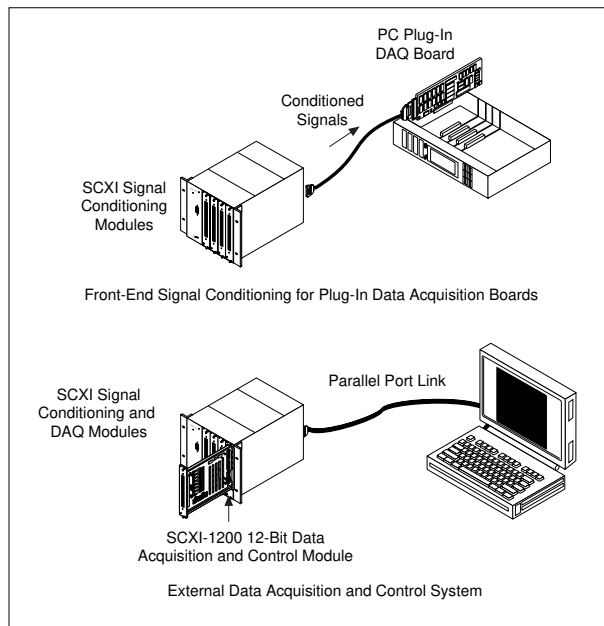 PC Plug-In
DAQ Board
Conditioned
Signals
SCXI Signal
Conditioning
Modules
Front-End Signal Conditioning for Plug-In Data Acquisition Boards
SCXI Signal
Conditioning and
DAQ Modules
Parallel Port Link
SCXI-1200 12-Bit Data
Acquisition and Control Module
External Data Acquisition and Control System